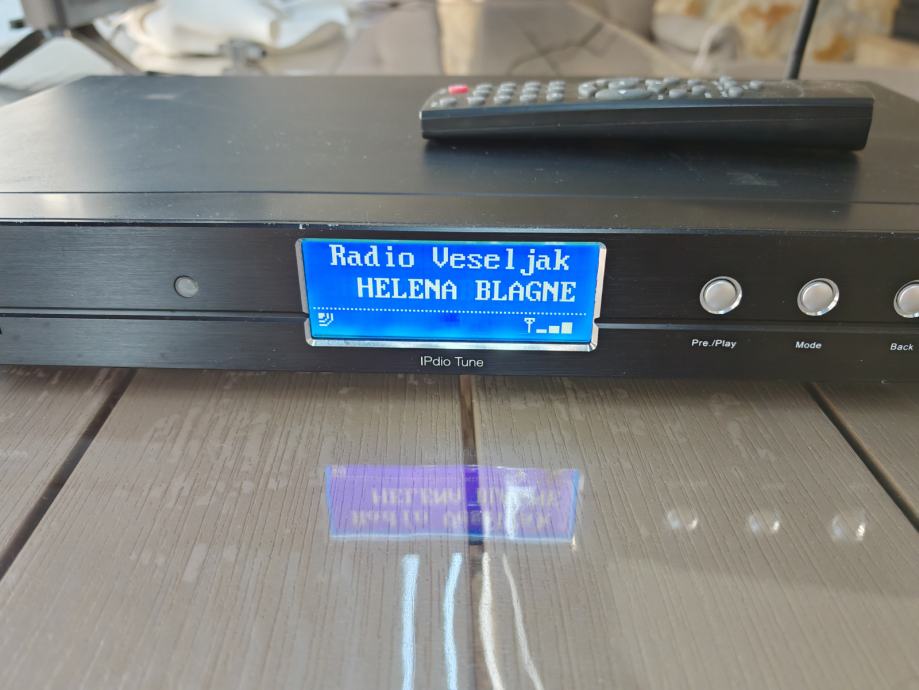 Radio Veseljak
HELENA BLAGNE
IPdio Tune
Pre./Play
Mode
Back